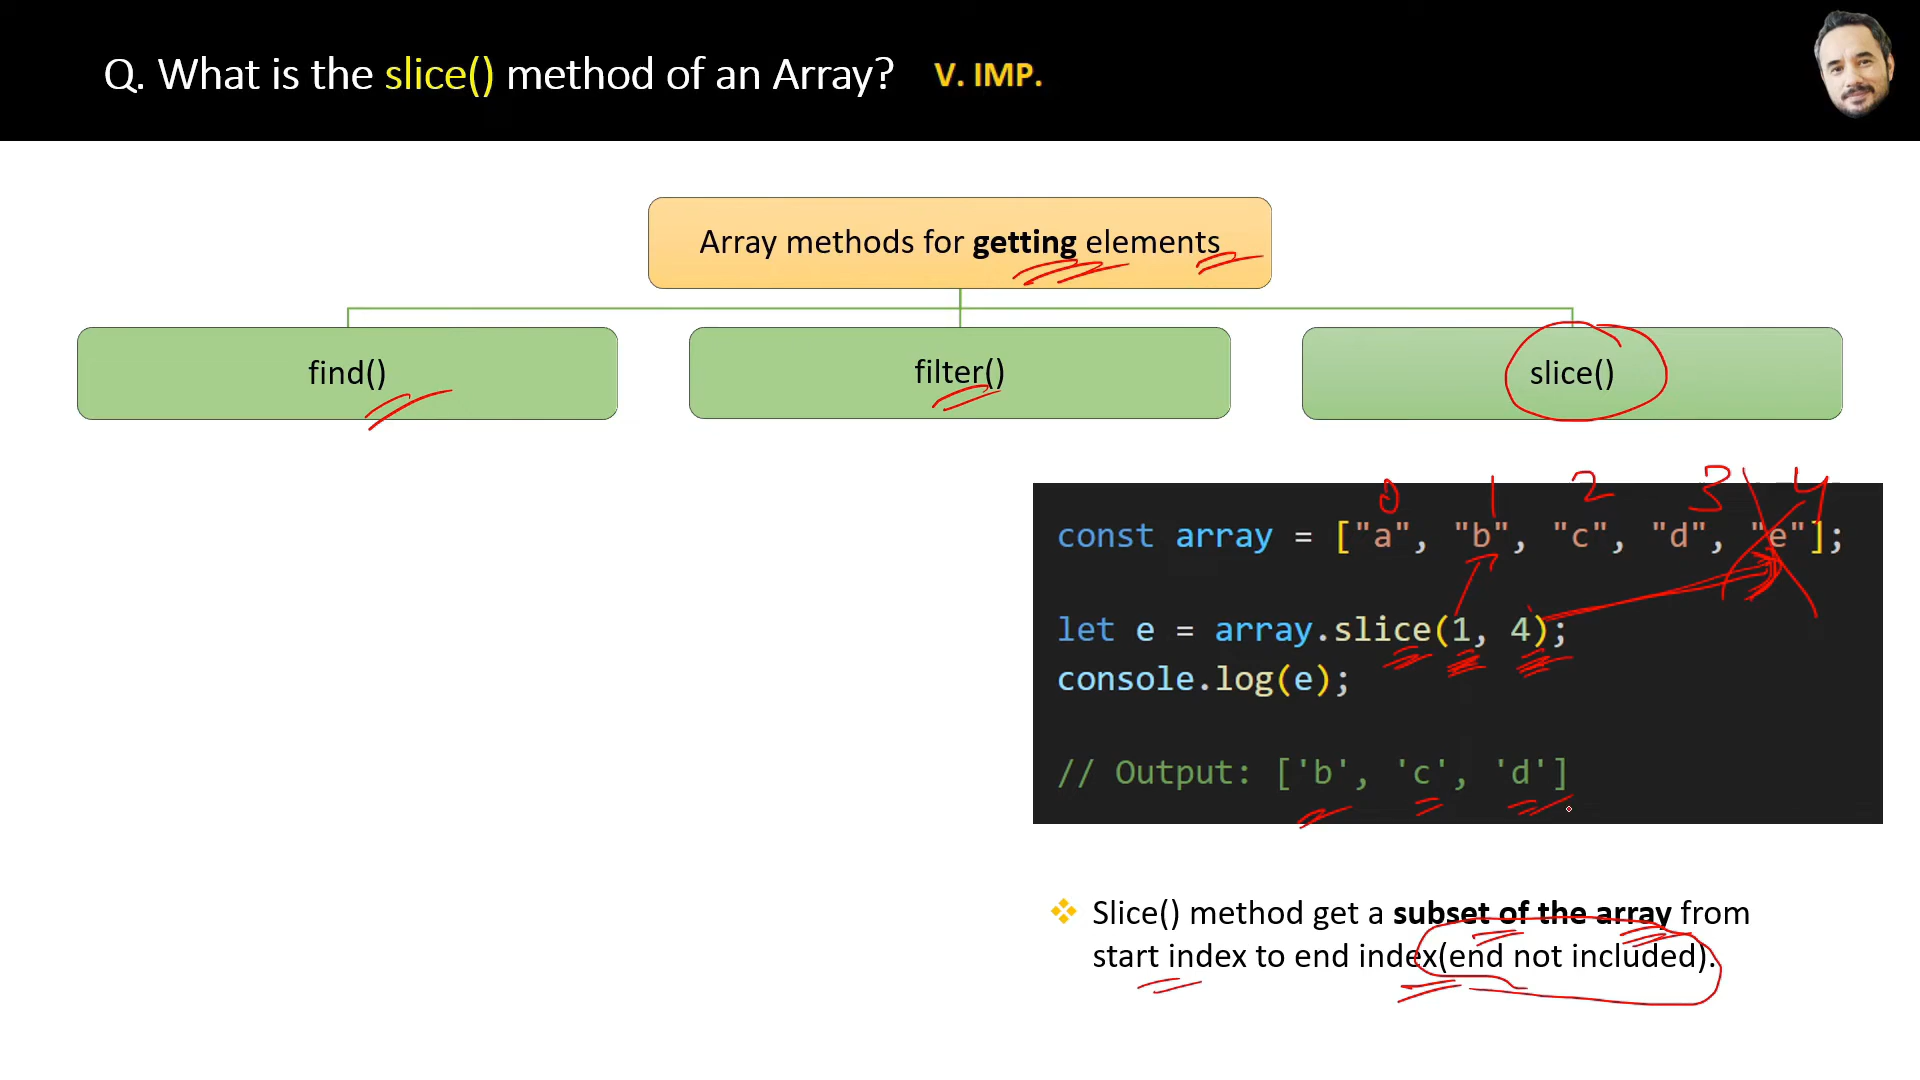 Q. What is the slice() method of an Array? V. IMP.
Array methods for getting elements
find()
filter()
slice()
0 1 2 3 4
const array = ["a", "b", "c", "d", "e"];
let e = array.slice(1, 4);
console.log(e);
// Output: ['b', 'c', 'd']
Slice() method get a subset of the array from
start index to end index(end not included).